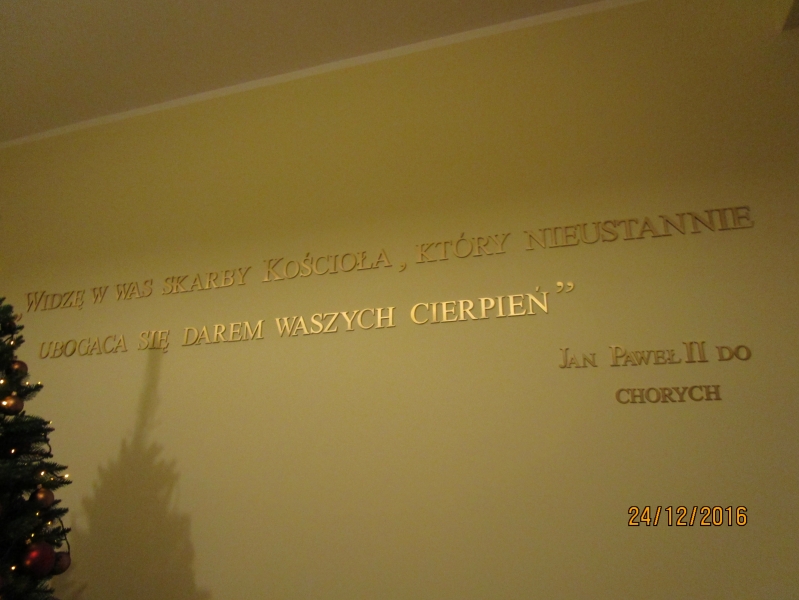 „Widzę w was skarby Kościoła, który nieustannie
ubogaca się darem waszych cierpień”
Jan Paweł II do
chorych
24/12/2016